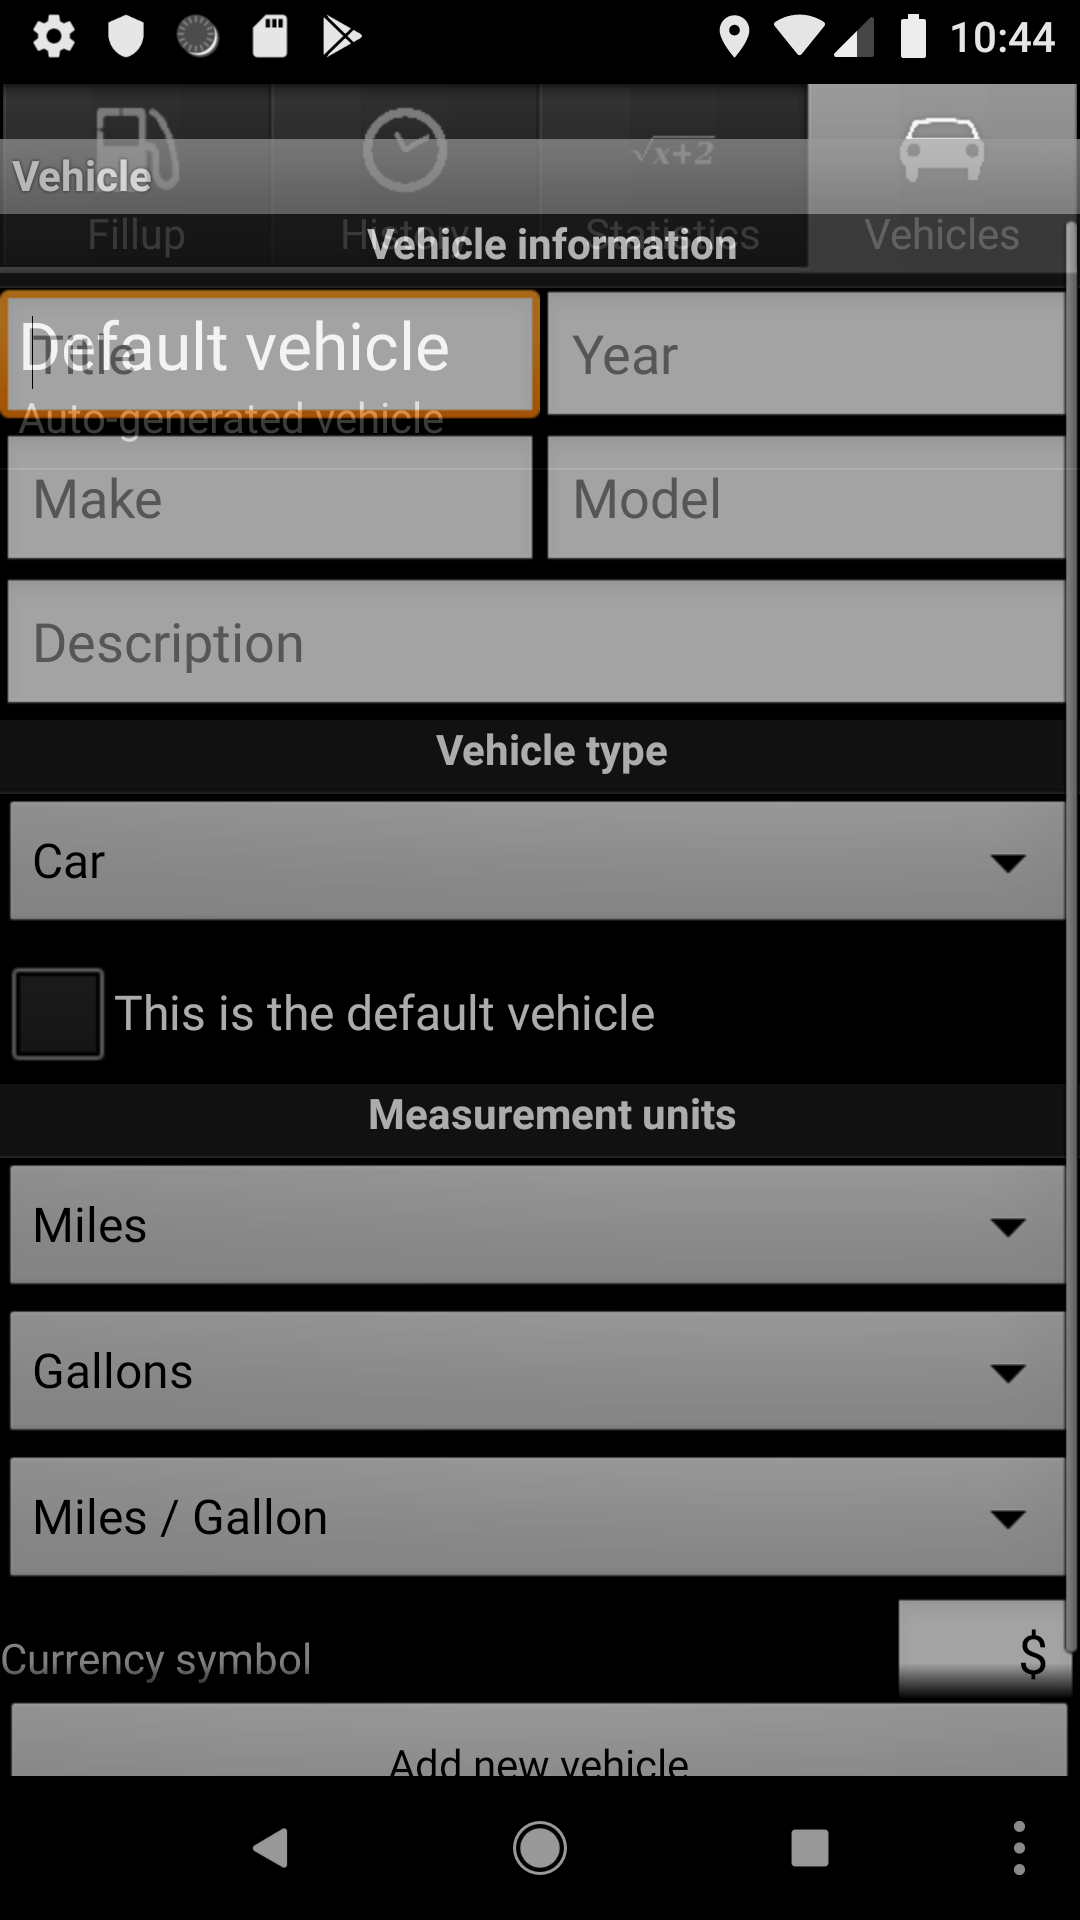 10:44
Fillup
History
√x+2
Statistics
Vehicles
Vehicle
Vehicle information
Title
Default vehicle
Auto-generated vehicle
Year
Make
Model
Description
Vehicle type
Car
This is the default vehicle
Measurement units
Miles
Gallons
Miles / Gallon
Currency symbol
$
Add new vehicle